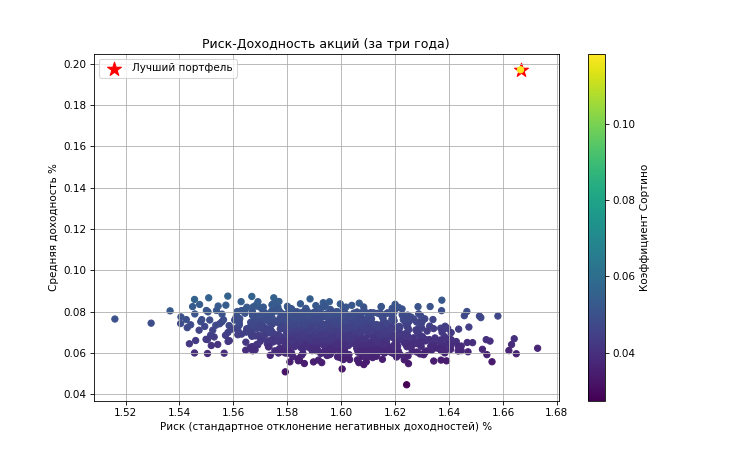 Риск-Доходность акций (за три года)
Лучший портфель
Средняя доходность %
0.20
0.18
0.16
0.14
0.12
0.10
0.08
0.06
0.04
1.52 1.54 1.56 1.58 1.60 1.62 1.64 1.66 1.68
Риск (стандартное отклонение негативных доходностей) %
0.10
0.08
0.06
0.04
Коэффициент Сортино